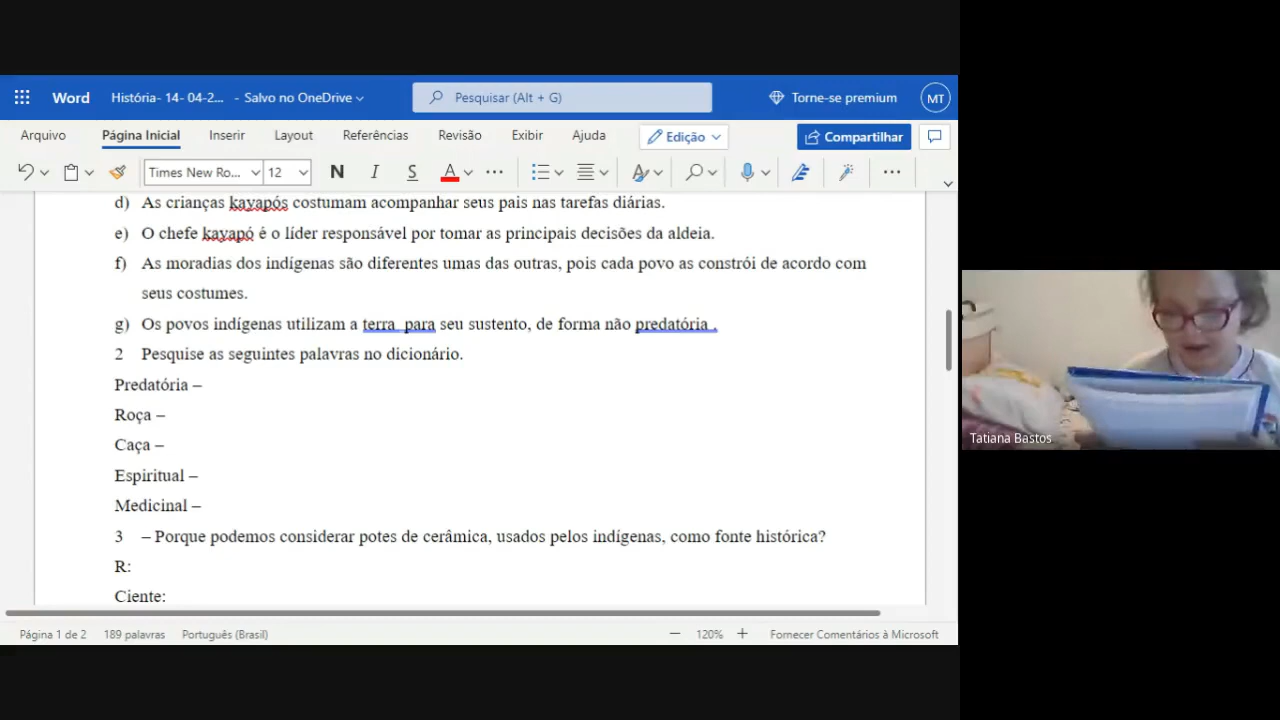 Word História- 14- 04-2... - Salvo no OneDrive Pesquisar (Alt + G) Torne-se premium MT
Arquivo Página Inicial Inserir Layout Referências Revisão Exibir Ajuda Edição Compartilhar
Times New Ro... 12 N I S A ...
d) As crianças kayapós costumam acompanhar seus pais nas tarefas diárias.
e) O chefe kayapó é o líder responsável por tomar as principais decisões da aldeia.
f) As moradias dos indígenas são diferentes umas das outras, pois cada povo as constrói de acordo com
seus costumes.
g) Os povos indígenas utilizam a terra para seu sustento, de forma não predatória .
2 Pesquise as seguintes palavras no dicionário.
Predatória –
Roça –
Caça –
Espiritual –
Medicinal –
3 – Porque podemos considerar potes de cerâmica, usados pelos indígenas, como fonte histórica?
R:
Ciente:
Página 1 de 2 189 palavras Português (Brasil) 120% Fornecer Comentários à Microsoft
Tatiana Bastos